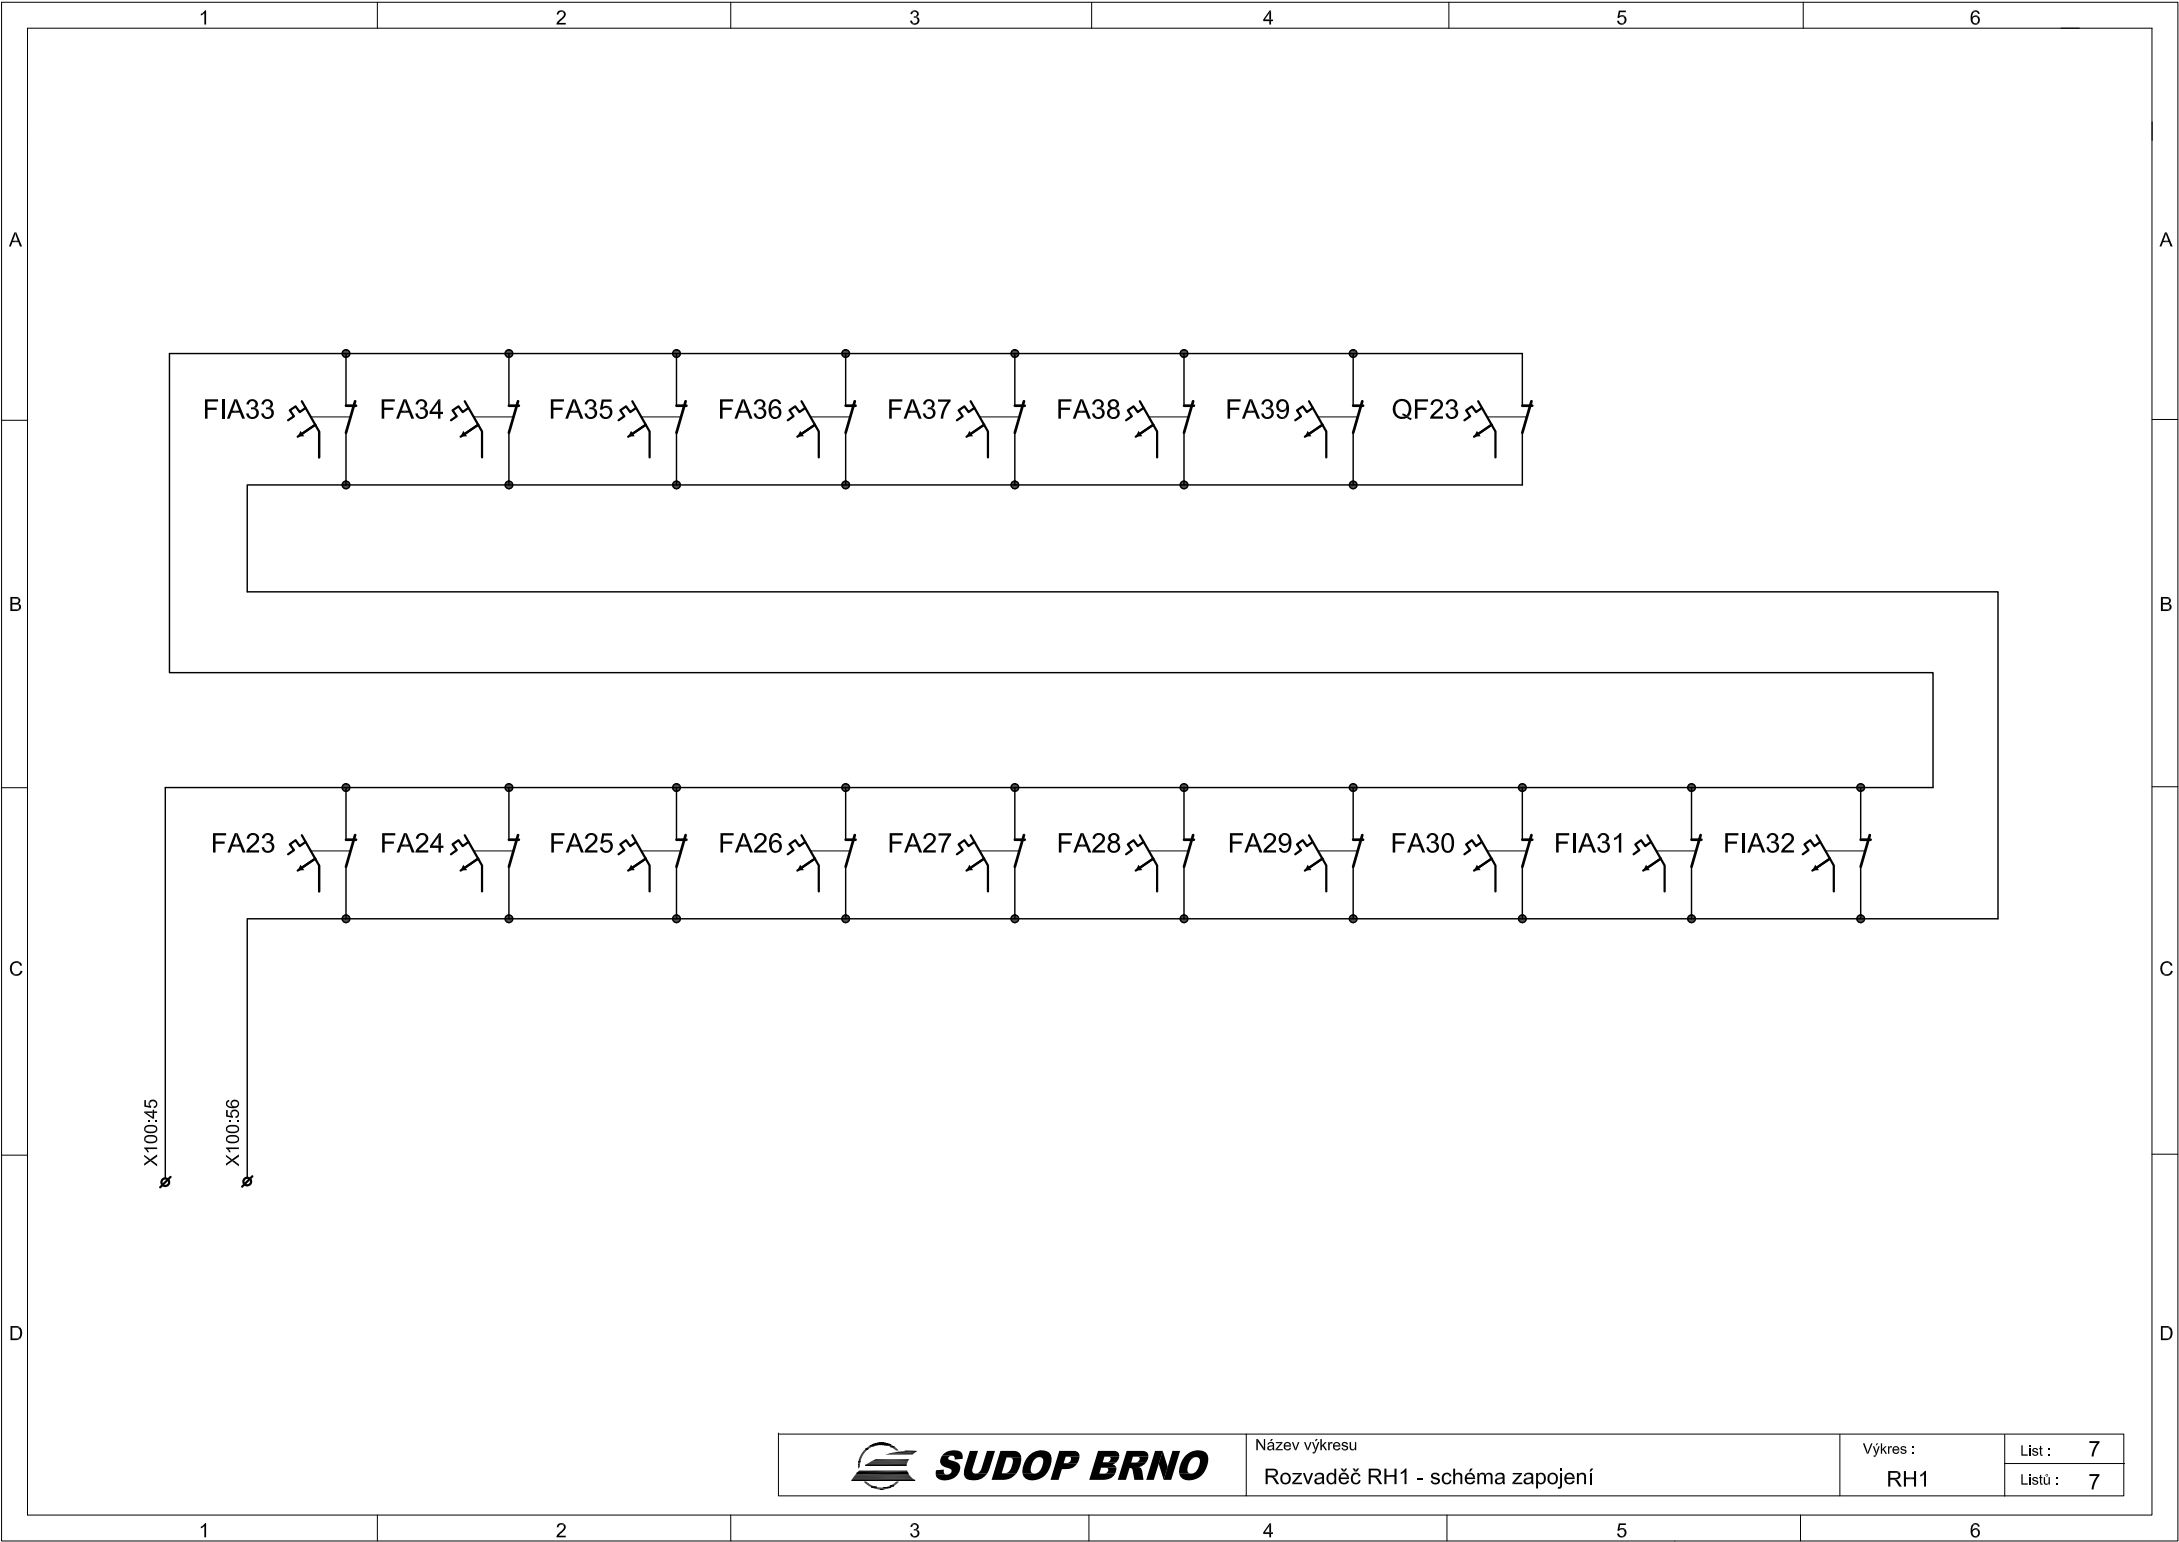 1 2 3 4 5 6
A A
FIA33 FA34 FA35 FA36 FA37 FA38 FA39 QF23
B B
FA23 FA24 FA25 FA26 FA27 FA28 FA29 FA30 FIA31 FIA32
C C
X100:45
X100:56
D D
SUDOP BRNO
Název výkresu
Rozvaděč RH1 - schéma zapojení
Výkres :
RH1
List : 7
Listů : 7
1 2 3 4 5 6